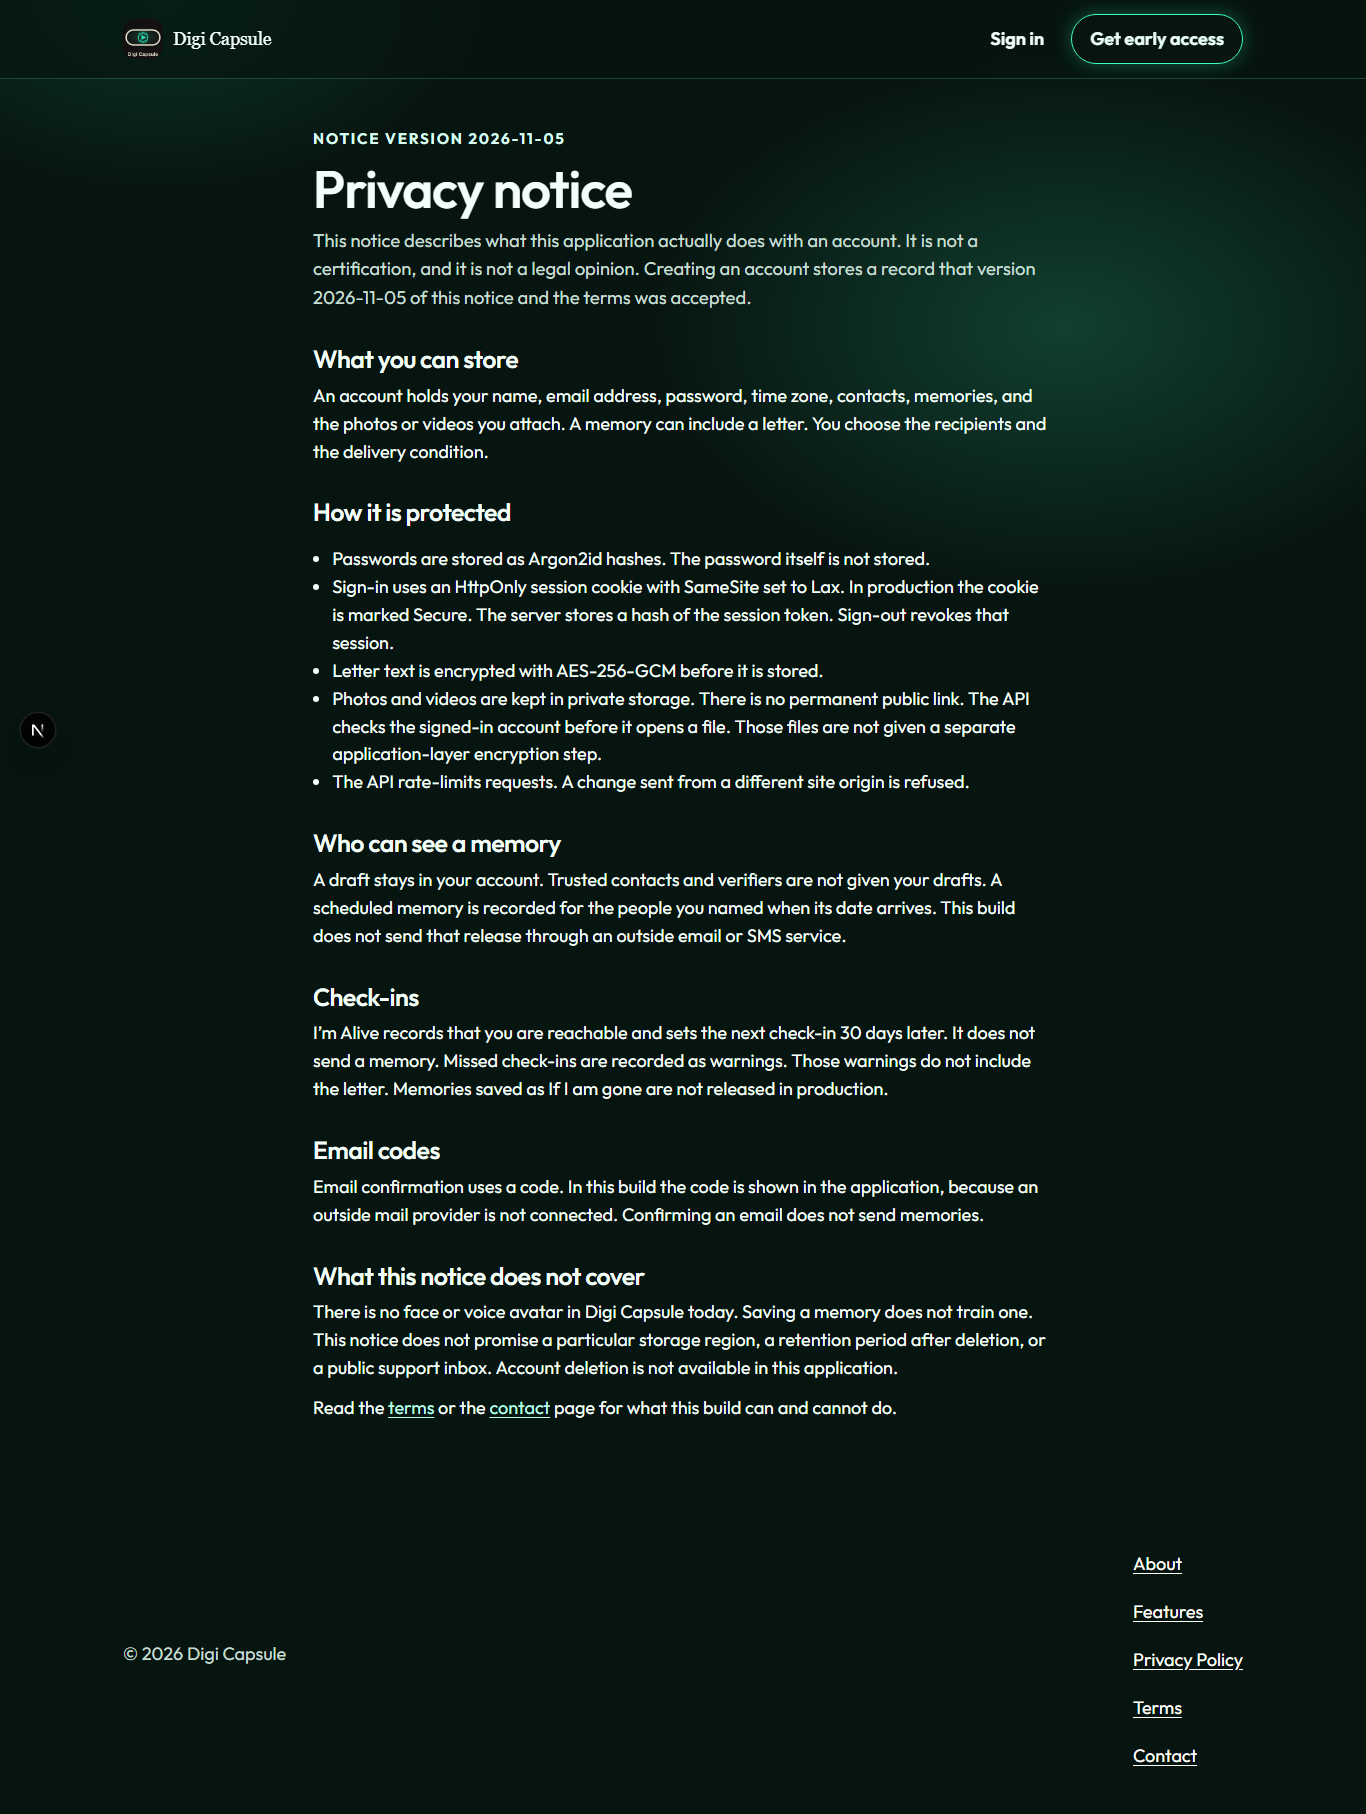 Digi Capsule
Digi Capsule
Sign in
Get early access
NOTICE VERSION 2026-11-05
Privacy notice
This notice describes what this application actually does with an account. It is not a
certification, and it is not a legal opinion. Creating an account stores a record that version
2026-11-05 of this notice and the terms was accepted.
What you can store
An account holds your name, email address, password, time zone, contacts, memories, and
the photos or videos you attach. A memory can include a letter. You choose the recipients and
the delivery condition.
How it is protected
• Passwords are stored as Argon2id hashes. The password itself is not stored.
• Sign-in uses an HttpOnly session cookie with SameSite set to Lax. In production the cookie
is marked Secure. The server stores a hash of the session token. Sign-out revokes that
session.
• Letter text is encrypted with AES-256-GCM before it is stored.
• Photos and videos are kept in private storage. There is no permanent public link. The API
checks the signed-in account before it opens a file. Those files are not given a separate
application-layer encryption step.
• The API rate-limits requests. A change sent from a different site origin is refused.
N
Who can see a memory
A draft stays in your account. Trusted contacts and verifiers are not given your drafts. A
scheduled memory is recorded for the people you named when its date arrives. This build
does not send that release through an outside email or SMS service.
Check-ins
I’m Alive records that you are reachable and sets the next check-in 30 days later. It does not
send a memory. Missed check-ins are recorded as warnings. Those warnings do not include
the letter. Memories saved as If I am gone are not released in production.
Email codes
Email confirmation uses a code. In this build the code is shown in the application, because an
outside mail provider is not connected. Confirming an email does not send memories.
What this notice does not cover
There is no face or voice avatar in Digi Capsule today. Saving a memory does not train one.
This notice does not promise a particular storage region, a retention period after deletion, or
a public support inbox. Account deletion is not available in this application.
Read the terms or the contact page for what this build can and cannot do.
© 2026 Digi Capsule
About
Features
Privacy Policy
Terms
Contact